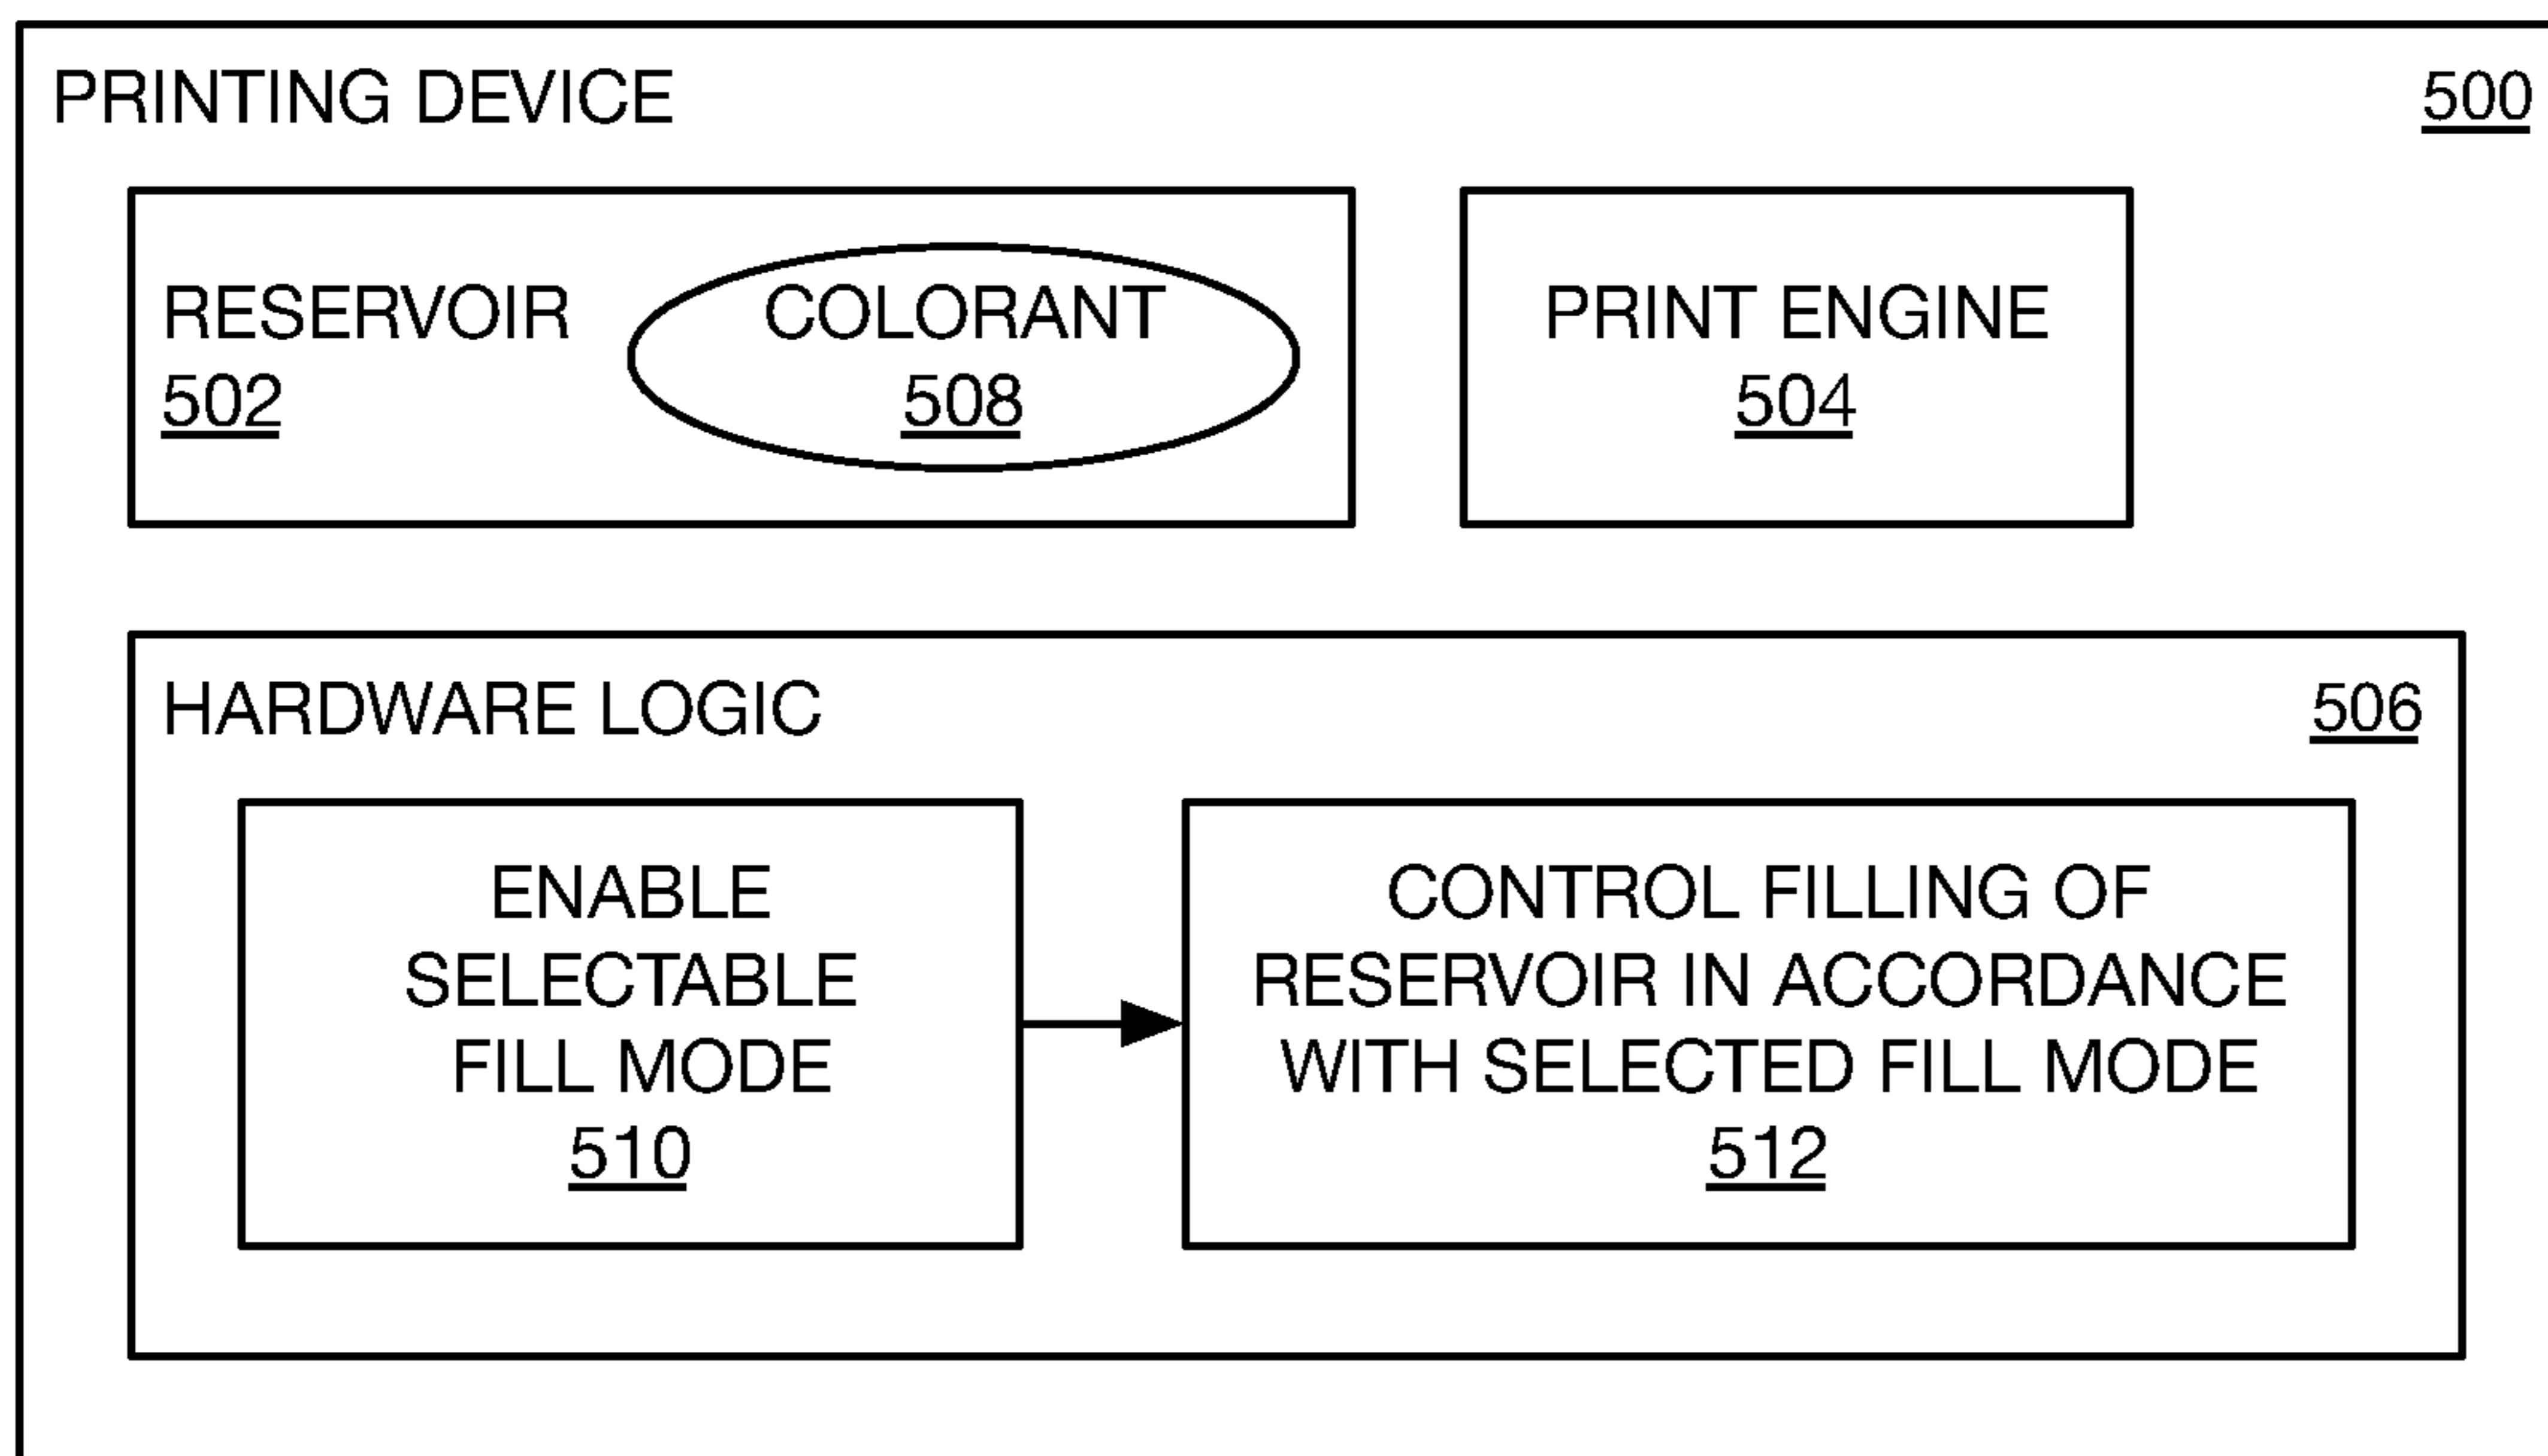 PRINTING DEVICE 500
RESERVOIR
502
COLORANT
508
PRINT ENGINE
504
HARDWARE LOGIC 506
ENABLE
SELECTABLE
FILL MODE
510
CONTROL FILLING OF
RESERVOIR IN ACCORDANCE
WITH SELECTED FILL MODE
512